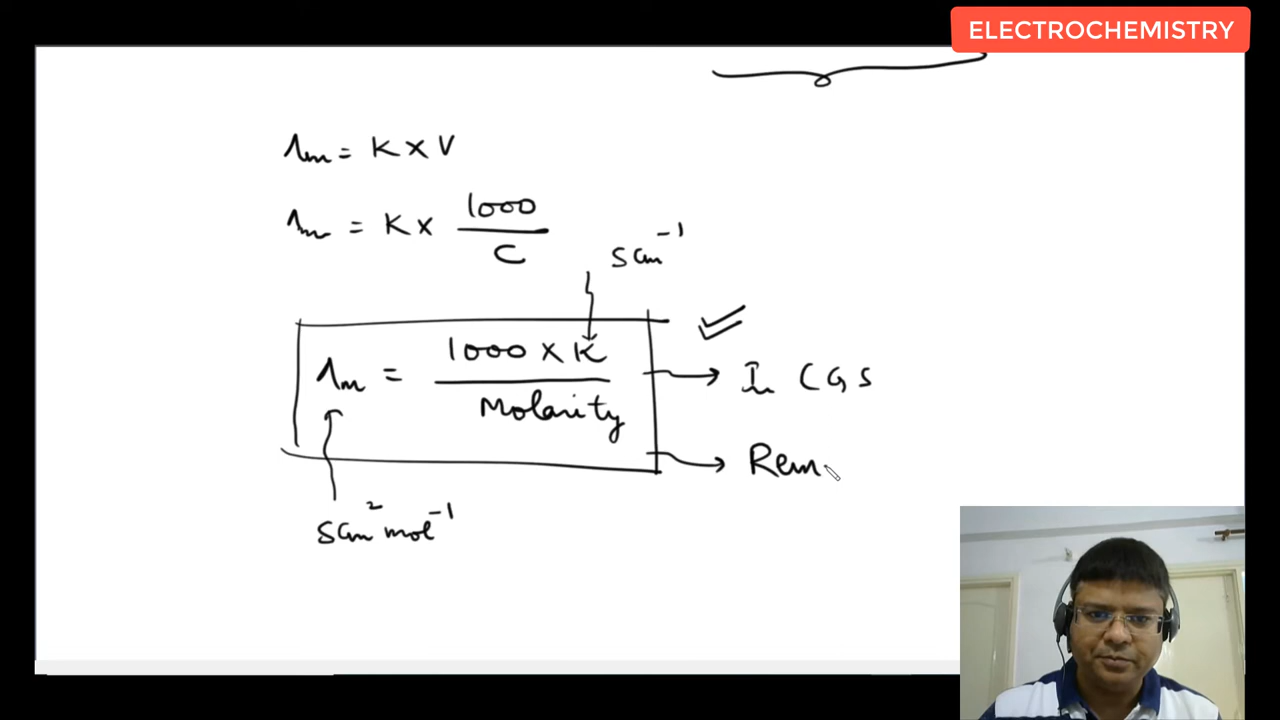 ELECTROCHEMISTRY
Λm = K × V
Λm = K × 1000 / C
S cm⁻¹
Λm = 1000 × K / Molarity
In CGS
Rem
S cm² mol⁻¹